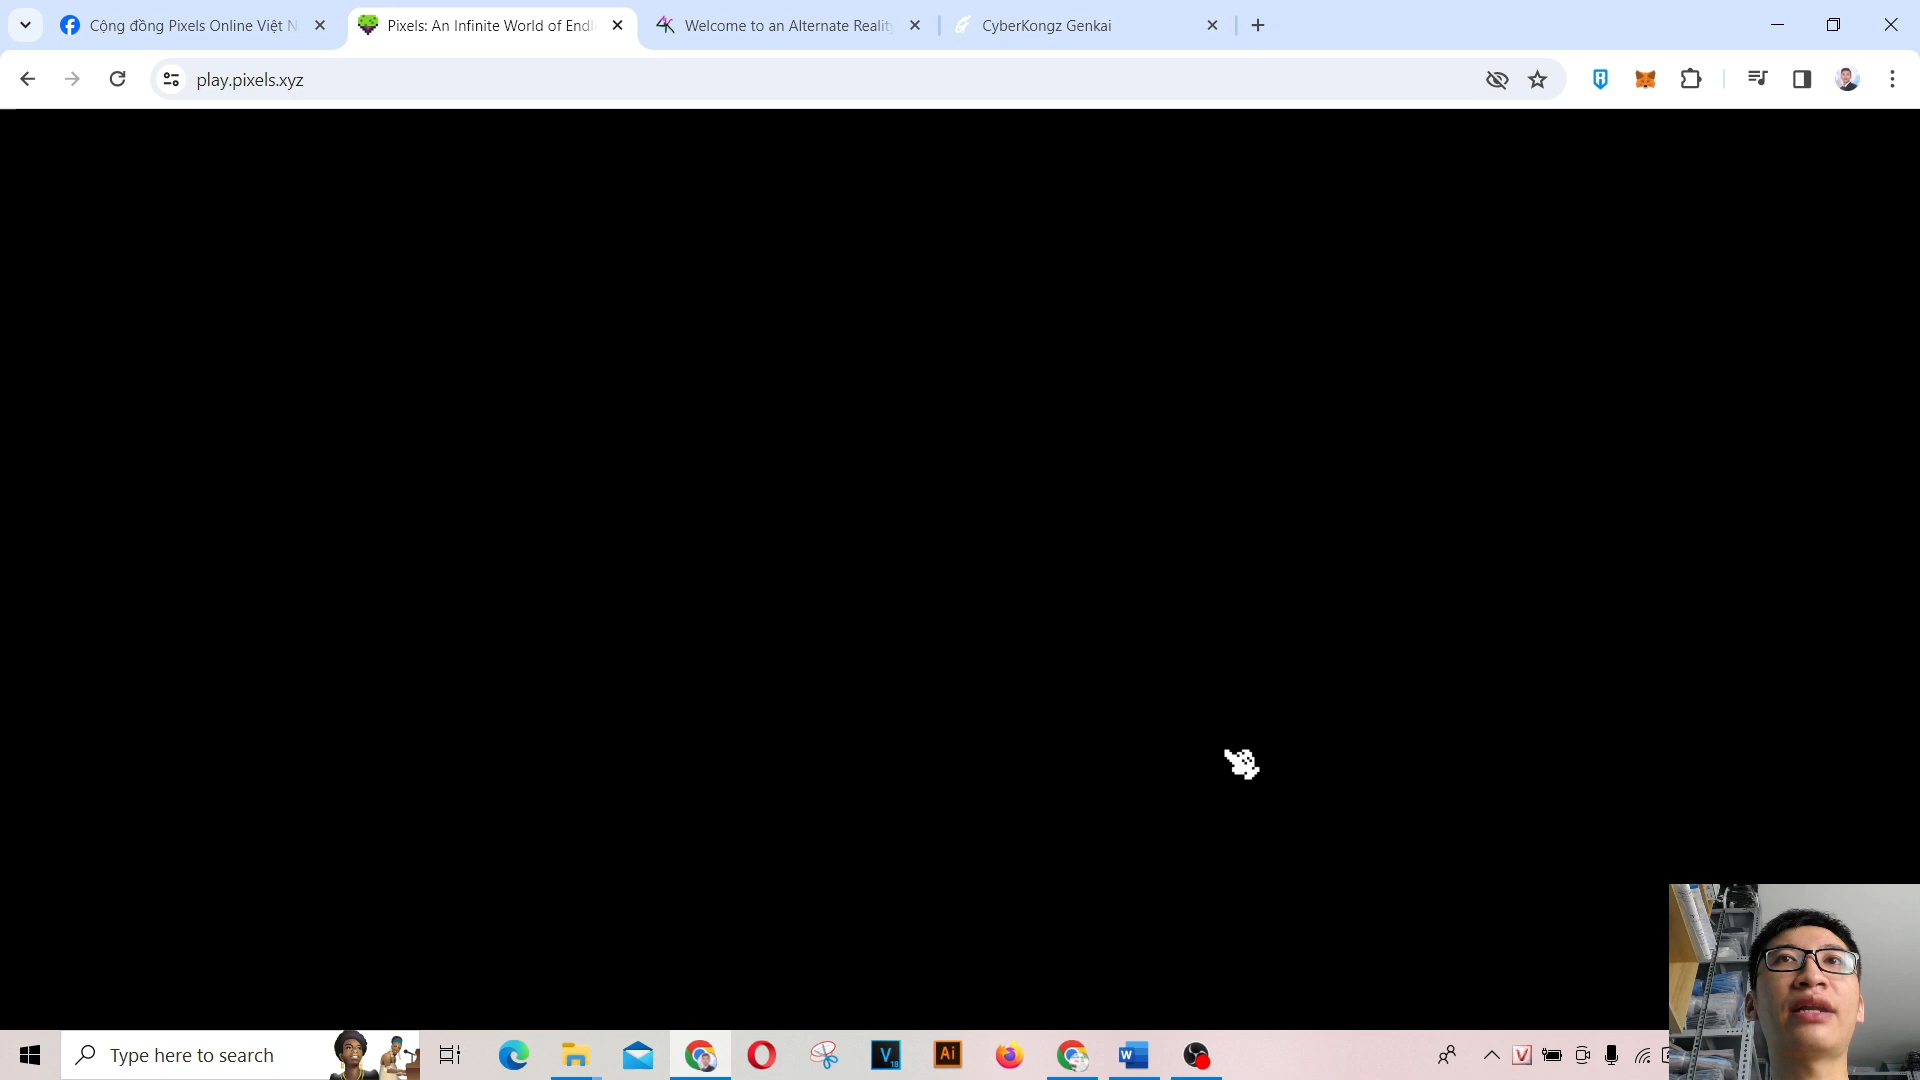 Cộng đồng Pixels Online Việt N
Pixels: An Infinite World of Endl
Welcome to an Alternate Reality
CyberKongz Genkai
play.pixels.xyz
Type here to search